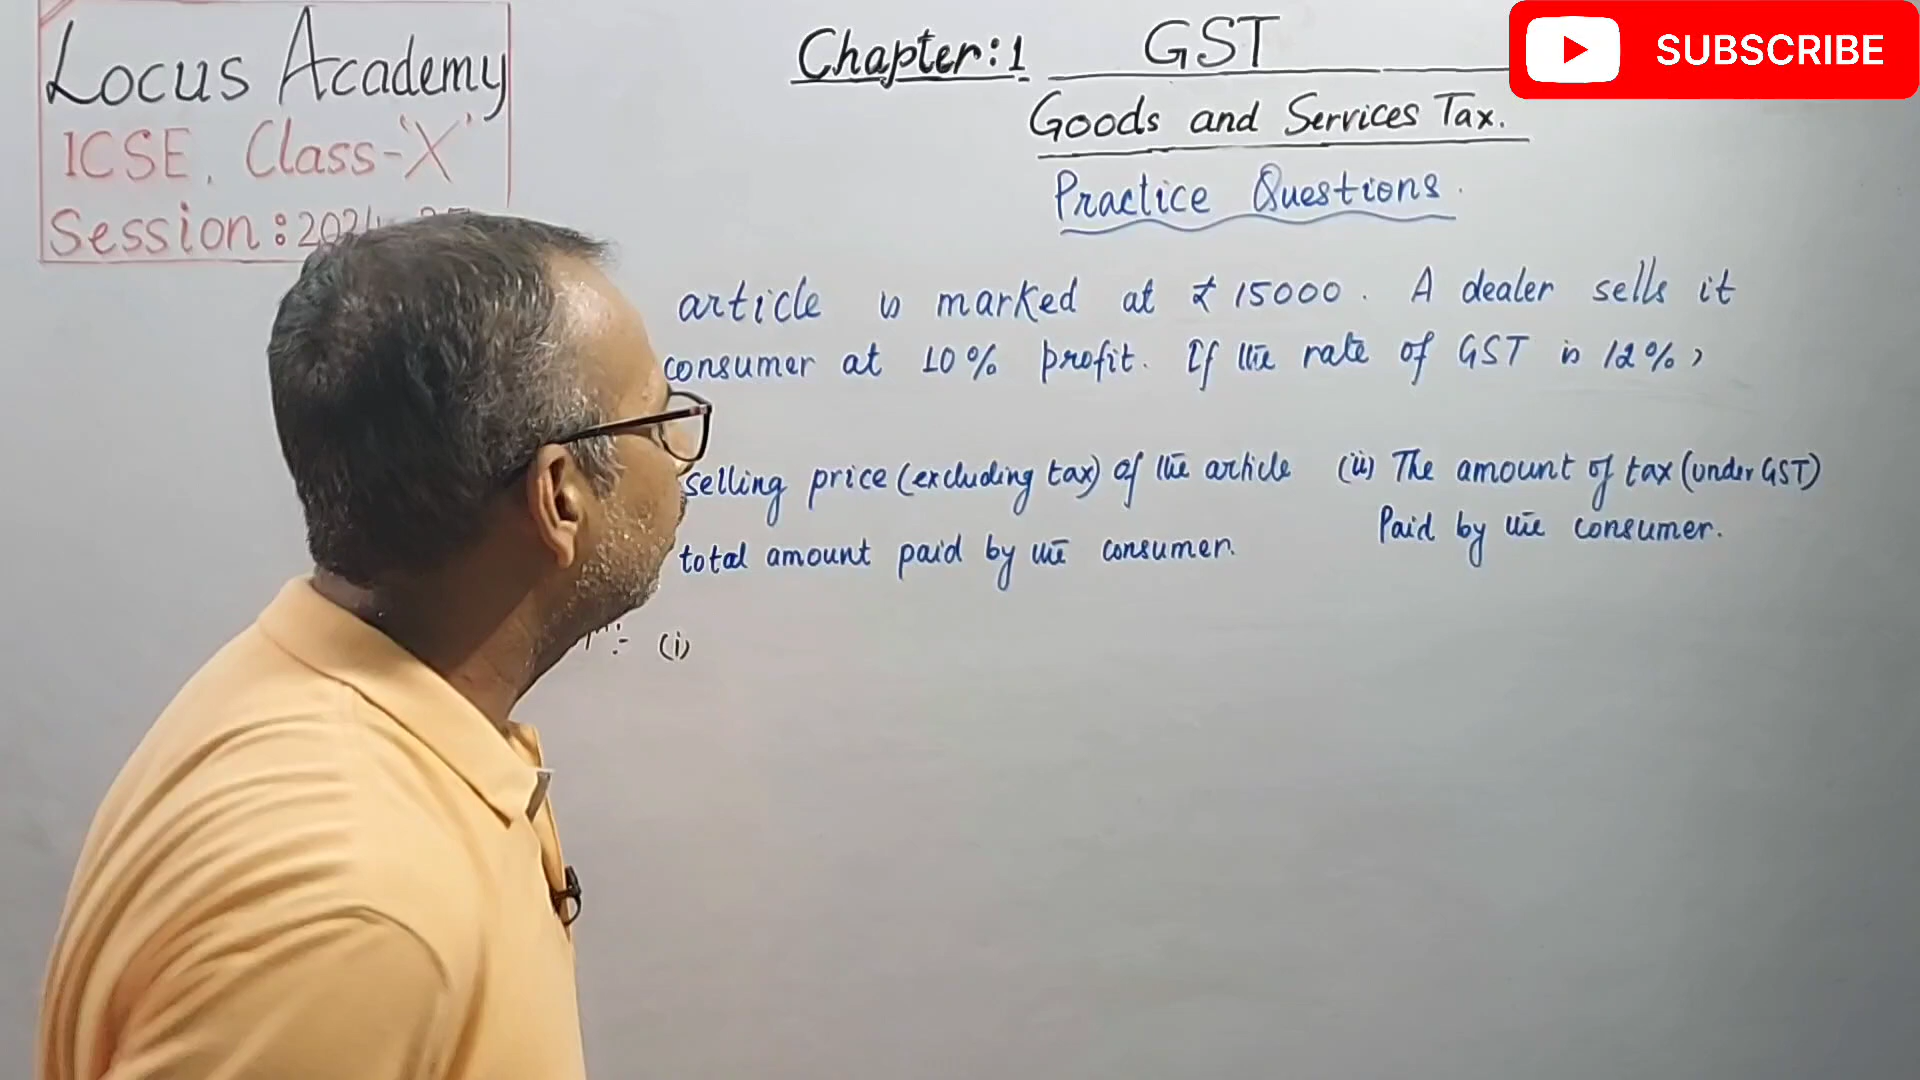 Locus Academy
ICSE, Class-'X'
Session: 202
Chapter:1 GST
Goods and Services Tax.
Practice Questions.
SUBSCRIBE
article is marked at ₹ 15000. A dealer sells it
consumer at 10% profit. If the rate of GST is 12%,
selling price (excluding tax) of the article (ii) The amount of tax (under GST)
Paid by the consumer.
total amount paid by the consumer.
:- (i)